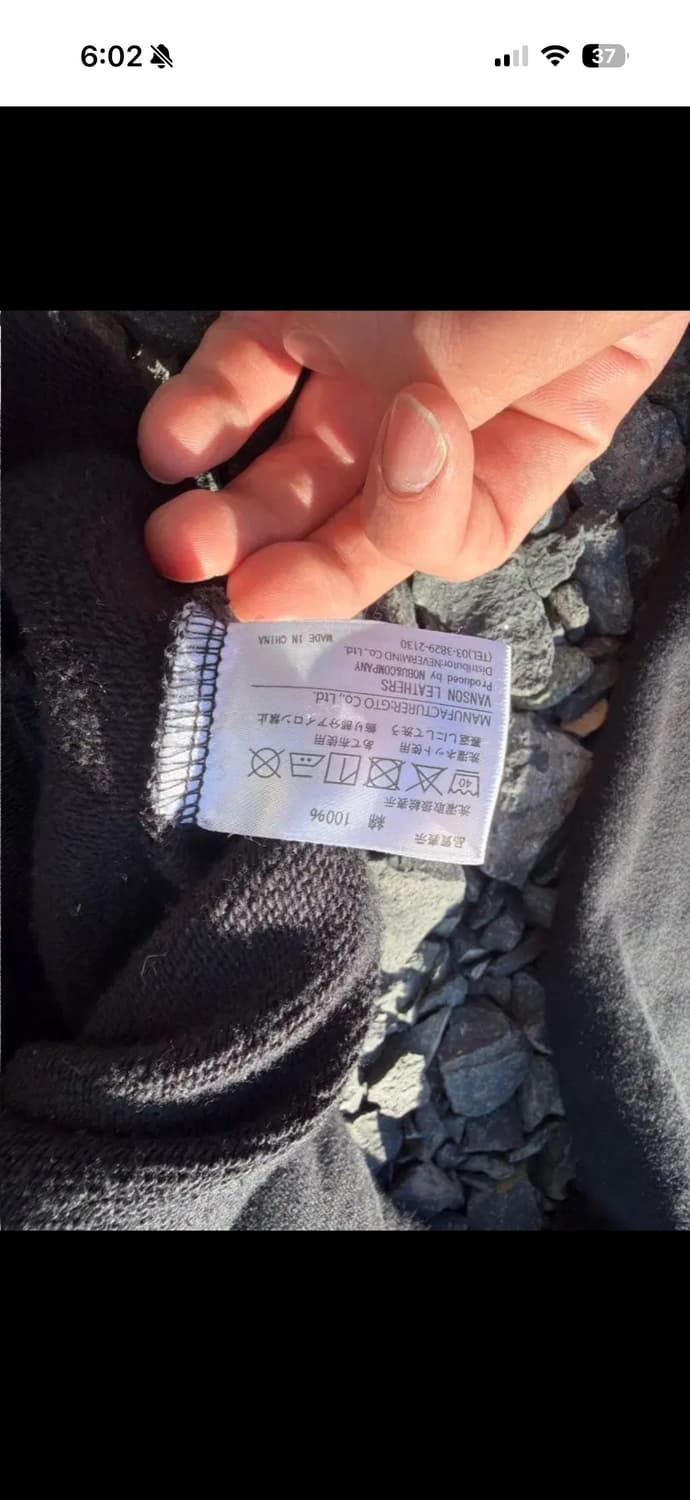 6:02
37
品質表示
綿 100%
洗濯取扱絵表示
40
洗濯ネット使用 あて布使用
裏返しにして洗う 飾り部分アイロン禁止
MANUFACTURER:GTO Co., Ltd.
VANSON LEATHERS
Produced by NOBU&COMPANY
Distributor:NEVERMIND Co., Ltd.
(TEL)03-3829-2130
MADE IN CHINA